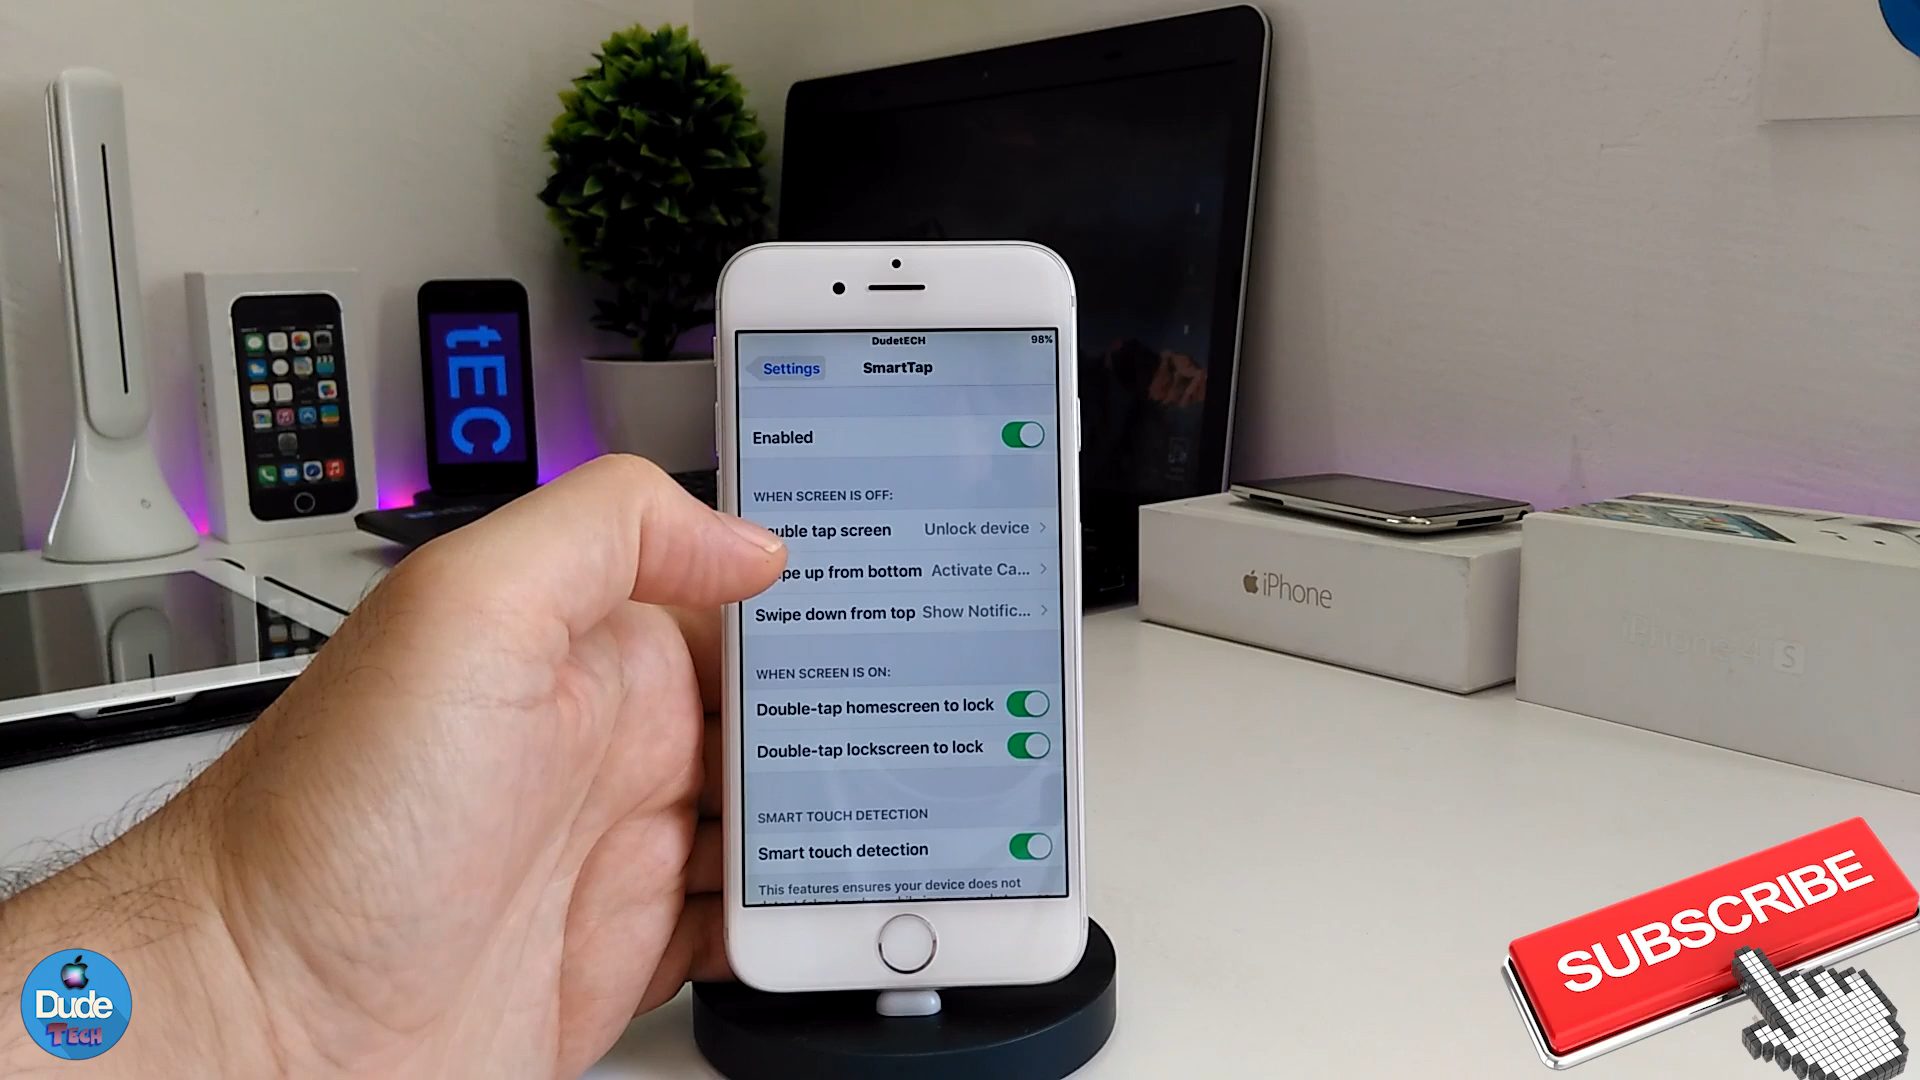 DudetECH
98%
Settings
SmartTap
Enabled
WHEN SCREEN IS OFF:
uble tap screen
Unlock device
pe up from bottom
Activate Ca...
Swipe down from top
Show Notific...
WHEN SCREEN IS ON:
Double-tap homescreen to lock
Double-tap lockscreen to lock
SMART TOUCH DETECTION
Smart touch detection
This features ensures your device does not
tEC
iPhone
iPhone 4 S
SUBSCRIBE
Dude
TECH